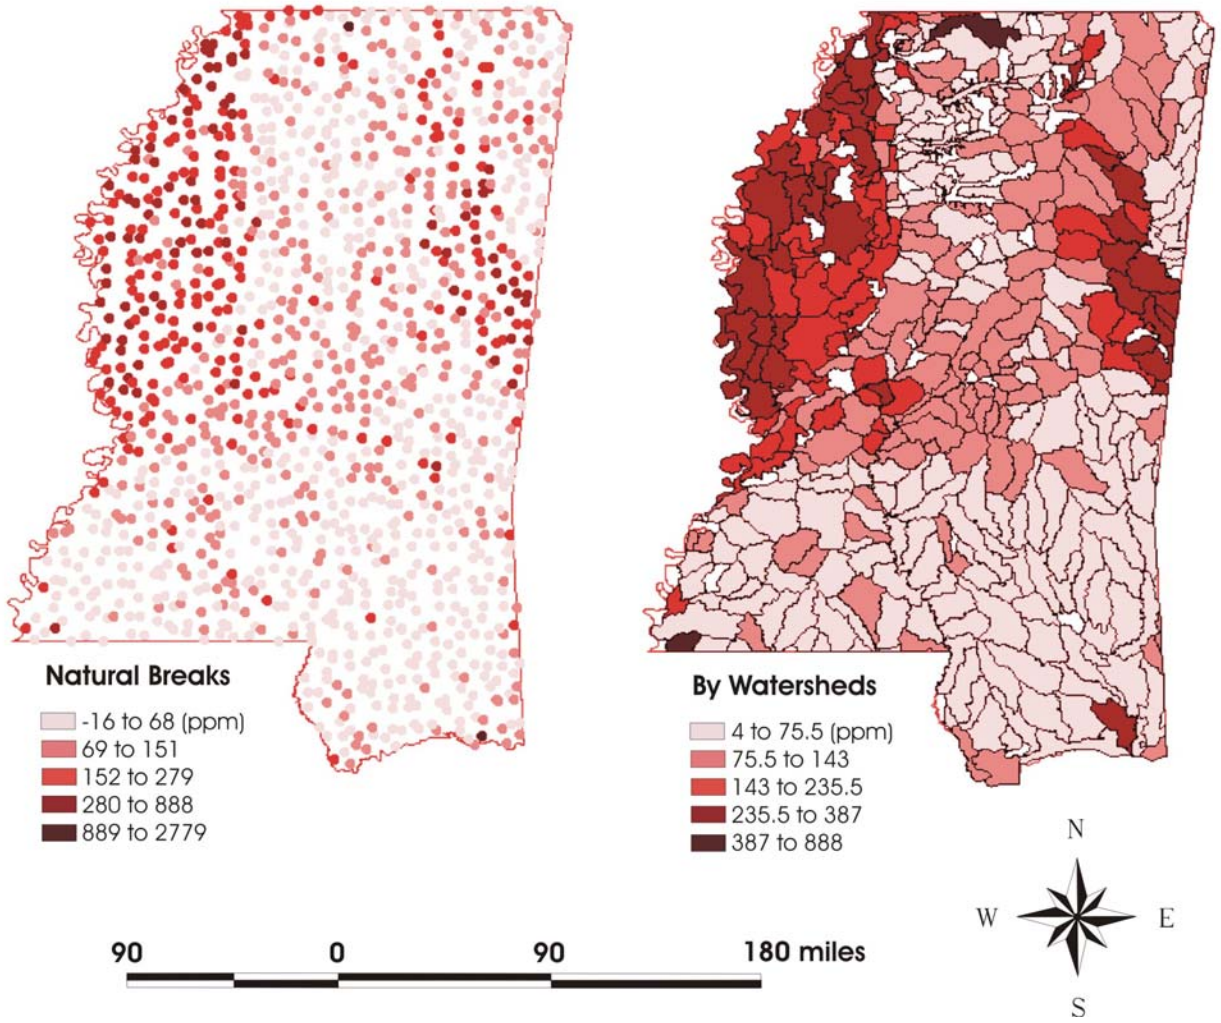 Natural Breaks
-16 to 68 (ppm)
69 to 151
152 to 279
280 to 888
889 to 2779
By Watersheds
4 to 75.5 (ppm)
75.5 to 143
143 to 235.5
235.5 to 387
387 to 888
N
W E
S
90 0 90 180 miles